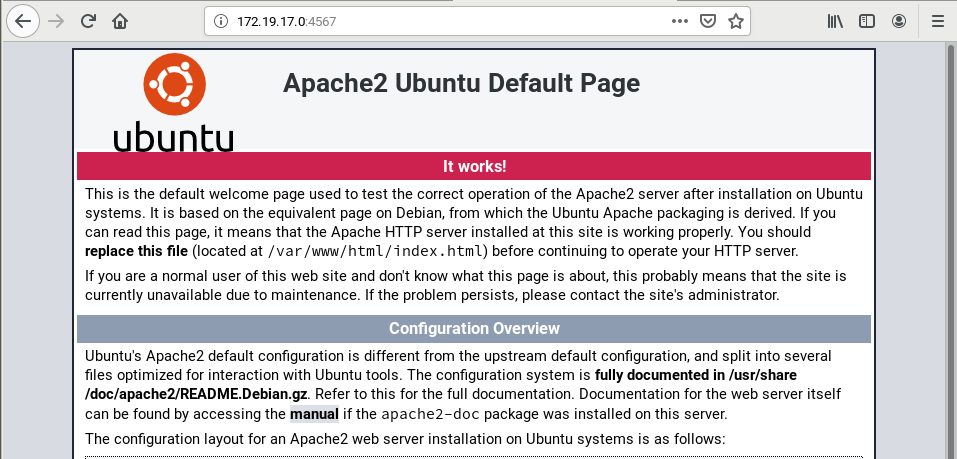 172.19.17.0:4567
ubuntu
Apache2 Ubuntu Default Page
It works!
This is the default welcome page used to test the correct operation of the Apache2 server after installation on Ubuntu
systems. It is based on the equivalent page on Debian, from which the Ubuntu Apache packaging is derived. If you
can read this page, it means that the Apache HTTP server installed at this site is working properly. You should
replace this file (located at /var/www/html/index.html) before continuing to operate your HTTP server.
If you are a normal user of this web site and don't know what this page is about, this probably means that the site is
currently unavailable due to maintenance. If the problem persists, please contact the site's administrator.
Configuration Overview
Ubuntu's Apache2 default configuration is different from the upstream default configuration, and split into several
files optimized for interaction with Ubuntu tools. The configuration system is fully documented in /usr/share
/doc/apache2/README.Debian.gz. Refer to this for the full documentation. Documentation for the web server itself
can be found by accessing the manual if the apache2-doc package was installed on this server.
The configuration layout for an Apache2 web server installation on Ubuntu systems is as follows: